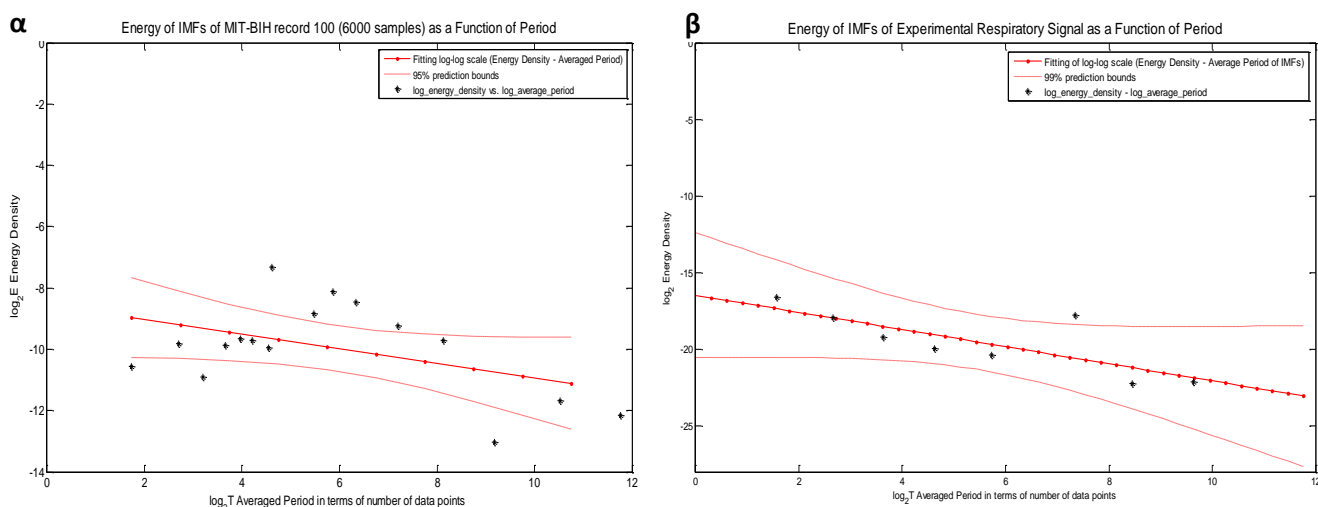 α
Energy of IMFs of MIT-BIH record 100 (6000 samples) as a Function of Period
Fitting log-log scale (Energy Density - Averaged Period)
95% prediction bounds
log_energy_density vs. log_average_period
0
-2
-4
-6
-8
-10
-12
-14
log₂E Energy Density
0 2 4 6 8 10 12
log₂T Averaged Period in terms of number of data points
β
Energy of IMFs of Experimental Respiratory Signal as a Function of Period
Fitting of log-log scale (Energy Density - Average Period of IMFs)
99% prediction bounds
log_energy_density - log_average_period
0
-5
-10
-15
-20
-25
log₂ Energy Density
0 2 4 6 8 10 12
log₂T Averaged Period in terms of number of data points